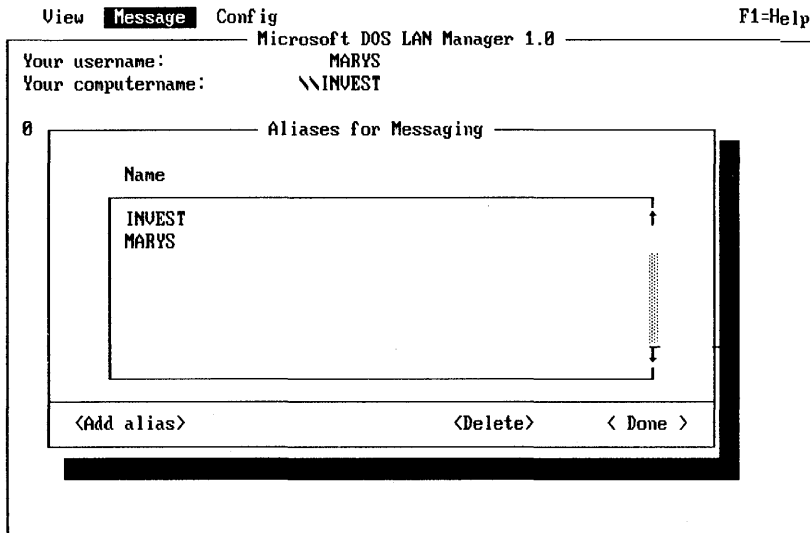 View Message Config F1=Help
Microsoft DOS LAN Manager 1.0
Your username: MARYS
Your computername: \\INVEST
0 Aliases for Messaging
Name
INVEST
MARYS
<Add alias> <Delete> < Done >